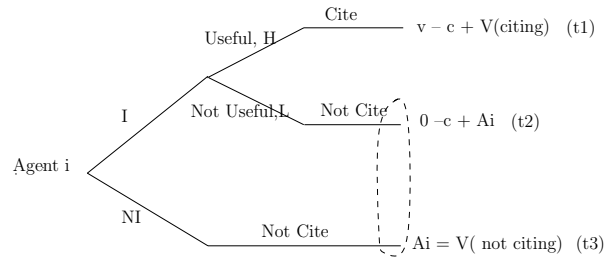 Cite
v – c + V(citing) (t1)
Useful, H
I
Not Useful,L
Not Cite
0 –c + Ai (t2)
Agent i
NI
Not Cite
Ai = V( not citing) (t3)